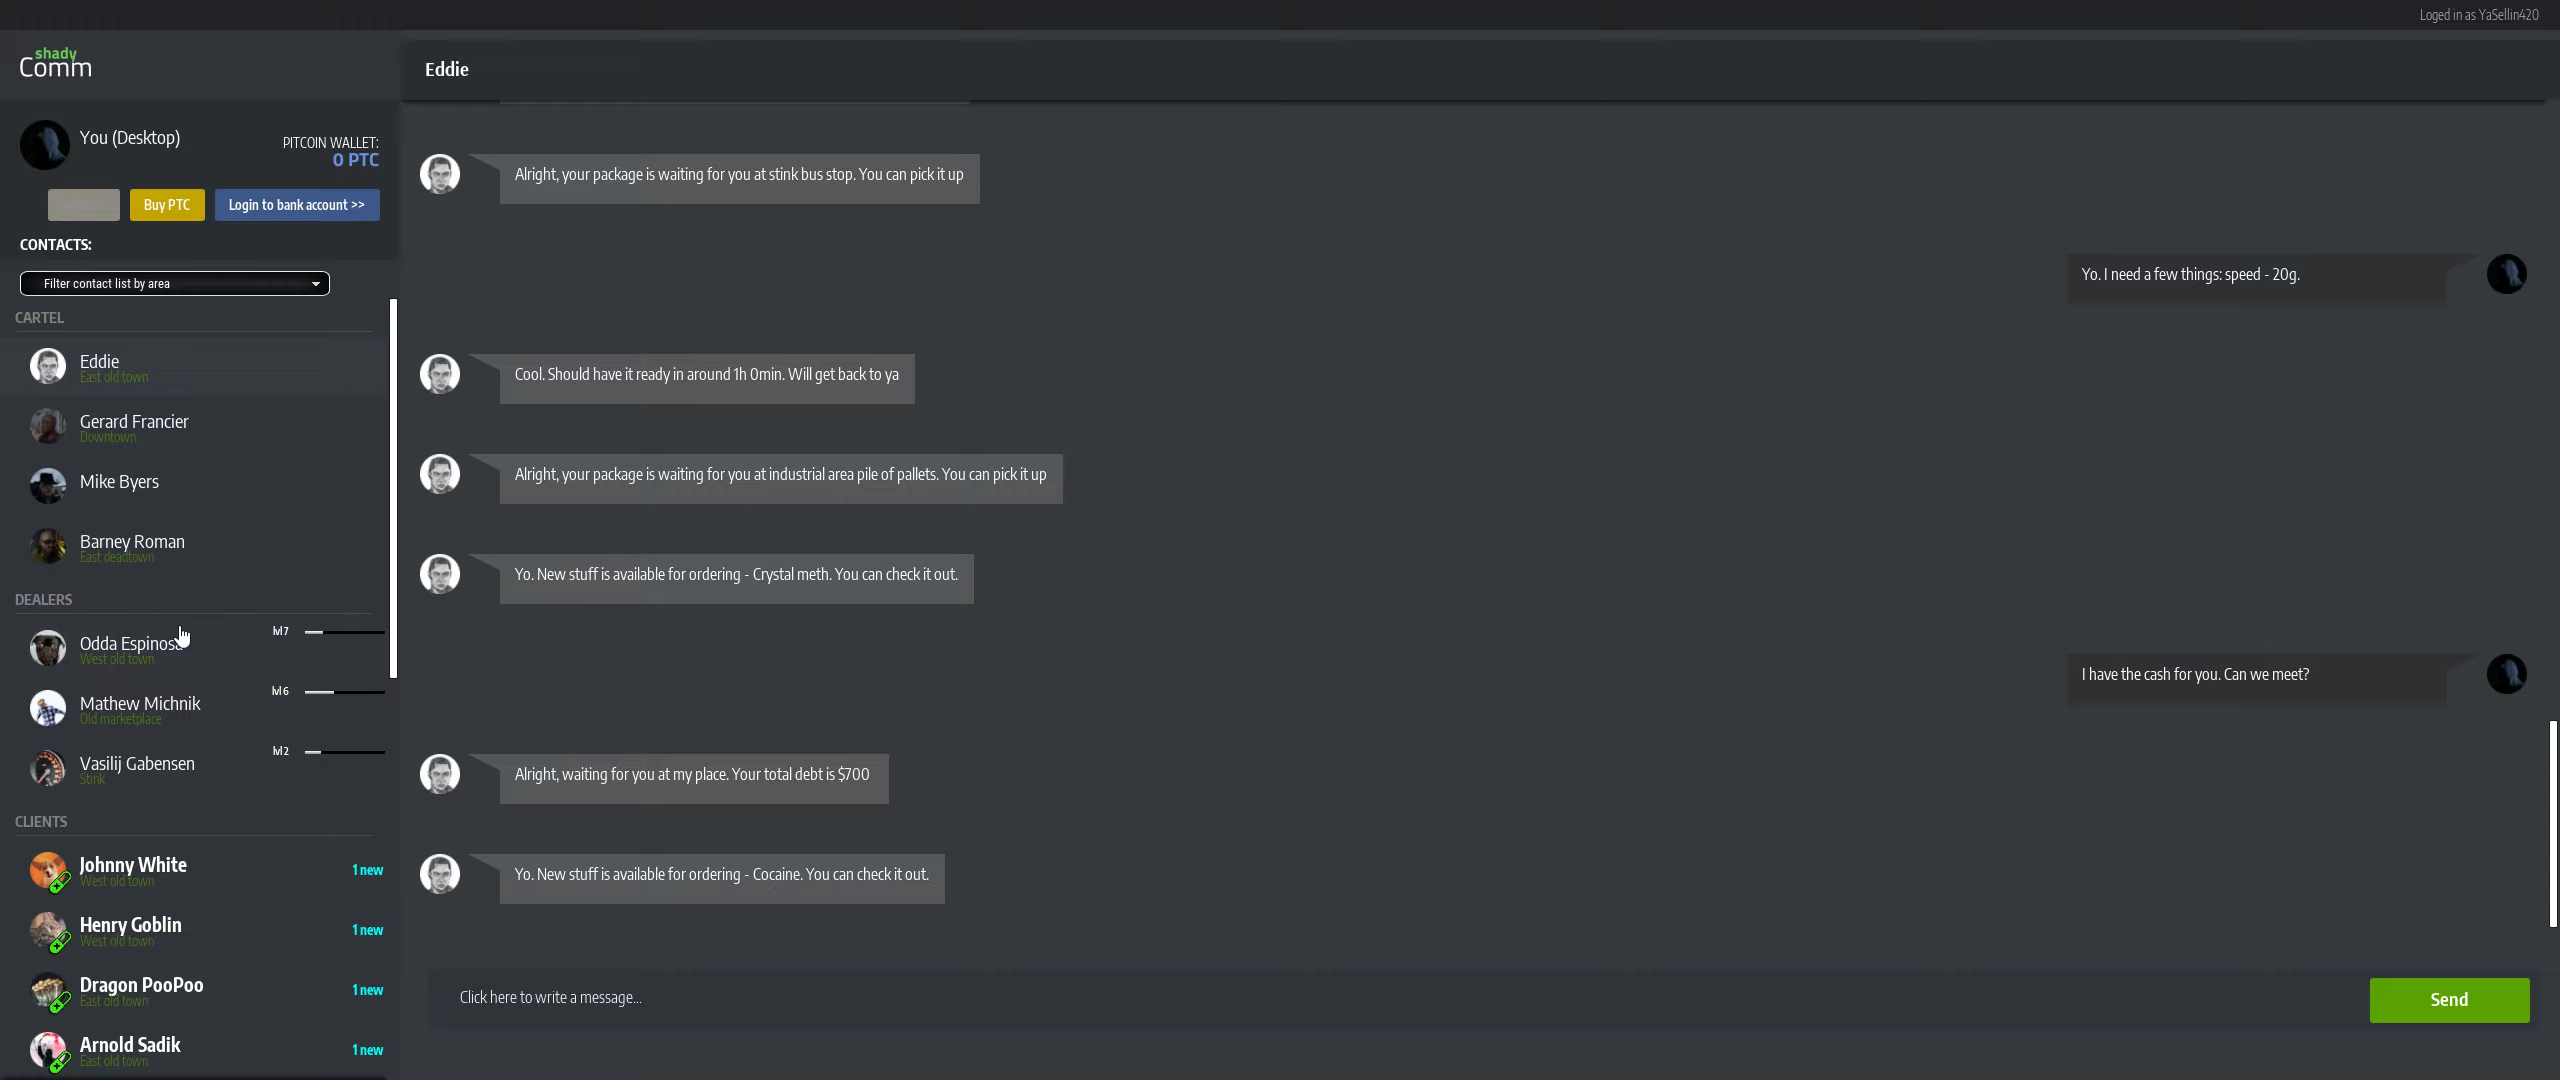 Loged in as YaSellin420
shady
Comm
Eddie
You (Desktop)
PITCOIN WALLET:
0 PTC
Buy PTC
Login to bank account >>
CONTACTS:
Filter contact list by area
CARTEL
Eddie
East old town
Gerard Francier
Downtown
Mike Byers
Barney Roman
East deadtown
DEALERS
Odda Espinosa
West old town
lvl 7
Mathew Michnik
Old marketplace
lvl 6
Vasilij Gabensen
Stink
lvl 2
CLIENTS
Johnny White
West old town
1 new
Henry Goblin
West old town
1 new
Dragon PooPoo
East old town
1 new
Arnold Sadik
East old town
1 new
Alright, your package is waiting for you at stink bus stop. You can pick it up
Yo. I need a few things: speed - 20g.
Cool. Should have it ready in around 1h 0min. Will get back to ya
Alright, your package is waiting for you at industrial area pile of pallets. You can pick it up
Yo. New stuff is available for ordering - Crystal meth. You can check it out.
I have the cash for you. Can we meet?
Alright, waiting for you at my place. Your total debt is $700
Yo. New stuff is available for ordering - Cocaine. You can check it out.
Click here to write a message...
Send